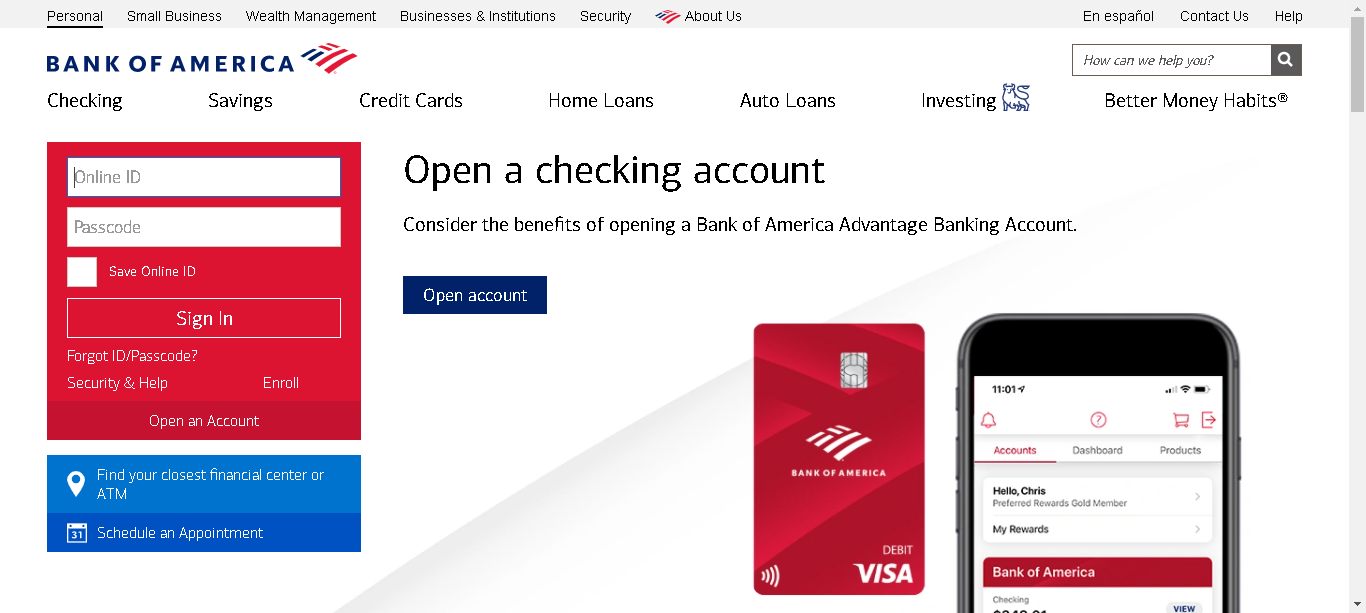 Personal Small Business Wealth Management Businesses & Institutions Security About Us En español Contact Us Help
BANK OF AMERICA
How can we help you?
Checking Savings Credit Cards Home Loans Auto Loans Investing Better Money Habits®
Online ID
Passcode
Save Online ID
Sign In
Forgot ID/Passcode?
Security & Help Enroll
Open an Account
Find your closest financial center or
ATM
31 Schedule an Appointment
Open a checking account
Consider the benefits of opening a Bank of America Advantage Banking Account.
Open account
BANK OF AMERICA
DEBIT
VISA
11:01
?
Accounts Dashboard Products
Hello, Chris
Preferred Rewards Gold Member
My Rewards
Bank of America
Checking
VIEW